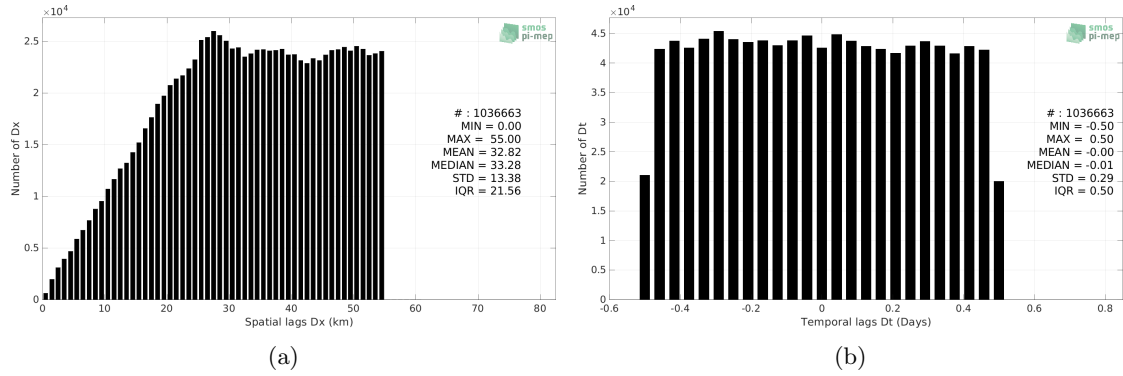 ×10⁴
smos
pi-mep
2.5
2
1.5
1
0.5
0
Number of Dx
# : 1036663
MIN = 0.00
MAX = 55.00
MEAN = 32.82
MEDIAN = 33.28
STD = 13.38
IQR = 21.56
0 10 20 30 40 50 60 70 80
Spatial lags Dx (km)
(a)
×10⁴
smos
pi-mep
4.5
4
3.5
3
2.5
2
1.5
1
0.5
0
Number of Dt
# : 1036663
MIN = -0.50
MAX = 0.50
MEAN = -0.00
MEDIAN = -0.01
STD = 0.29
IQR = 0.50
-0.6 -0.4 -0.2 0 0.2 0.4 0.6 0.8
Temporal lags Dt (Days)
(b)